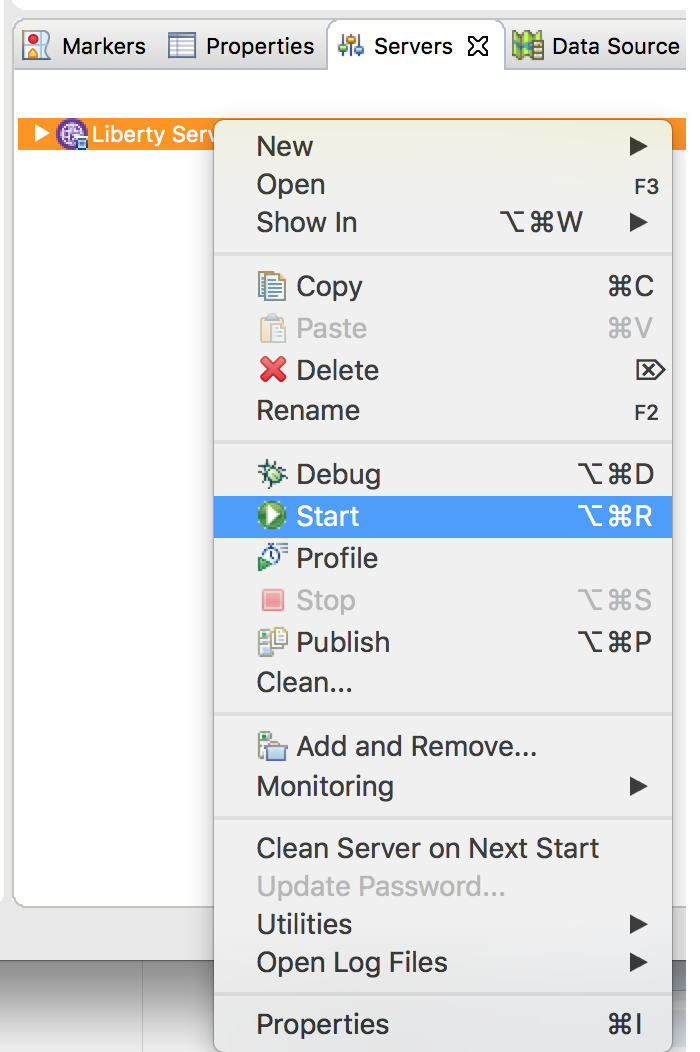 Markers Properties Servers Data Source
Liberty
New
Open F3
Show In ⌥⌘W
Copy ⌘C
Paste ⌘V
Delete ⌦
Rename F2
Debug ⌥⌘D
Start ⌥⌘R
Profile
Stop ⌥⌘S
Publish ⌥⌘P
Clean...
Add and Remove...
Monitoring
Clean Server on Next Start
Update Password...
Utilities
Open Log Files
Properties ⌘I